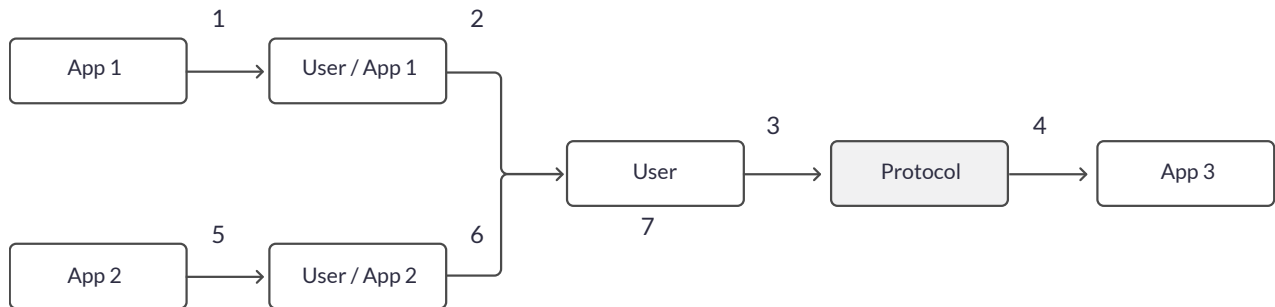 1
2
App 1
User / App 1
3
4
User
Protocol
App 3
7
5
6
App 2
User / App 2